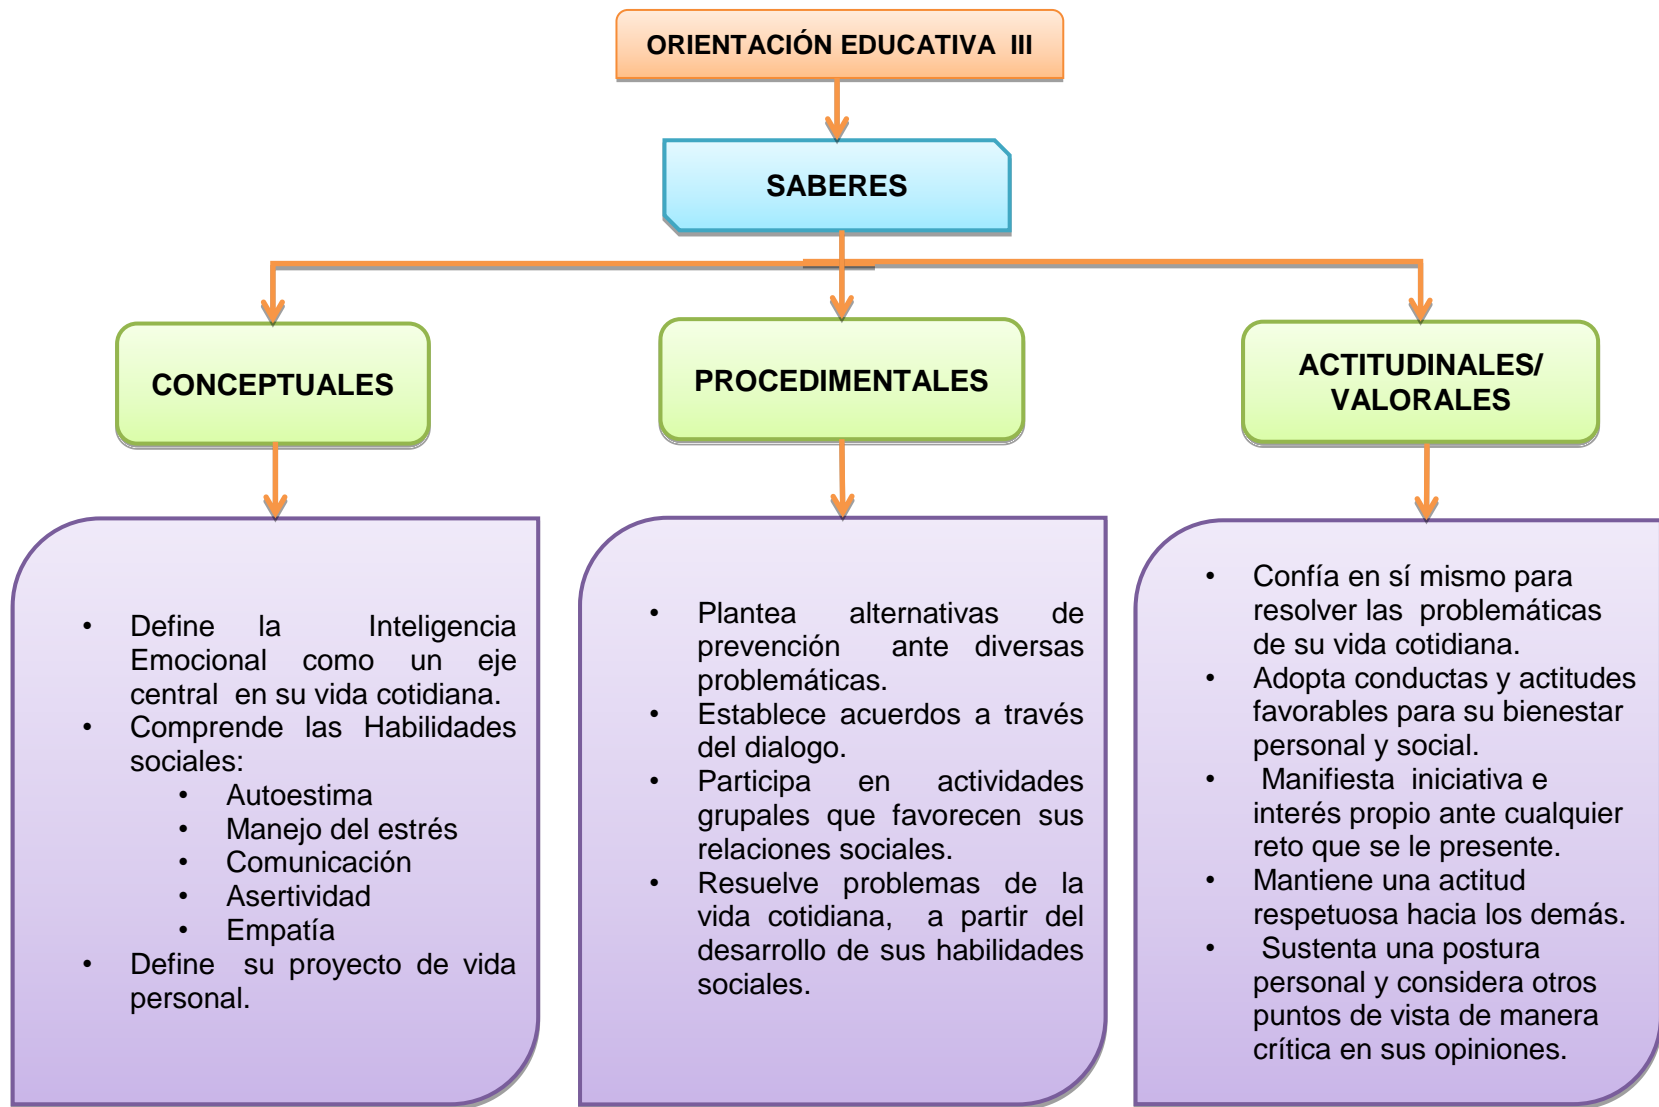 ORIENTACIÓN EDUCATIVA  III
SABERES
CONCEPTUALES
• Define la Inteligencia
Emocional como un eje
central  en su vida cotidiana.
• Comprende las Habilidades
sociales:
• Autoestima
• Manejo del estrés
• Comunicación
• Asertividad
• Empatía
• Define  su proyecto de vida
personal.
PROCEDIMENTALES
• Plantea alternativas de
prevención  ante diversas
problemáticas.
• Establece acuerdos a través
del dialogo.
• Participa en actividades
grupales que favorecen sus
relaciones sociales.
• Resuelve problemas de la
vida cotidiana,  a partir del
desarrollo de sus habilidades
sociales.
ACTITUDINALES/
VALORALES
• Confía en sí mismo para
resolver las  problemáticas
de su vida cotidiana.
• Adopta conductas y actitudes
favorables para su bienestar
personal y social.
•  Manifiesta  iniciativa e
interés propio ante cualquier
reto que se le presente.
• Mantiene una actitud
respetuosa hacia los demás.
•  Sustenta una postura
personal y considera otros
puntos de vista de manera
crítica en sus opiniones.